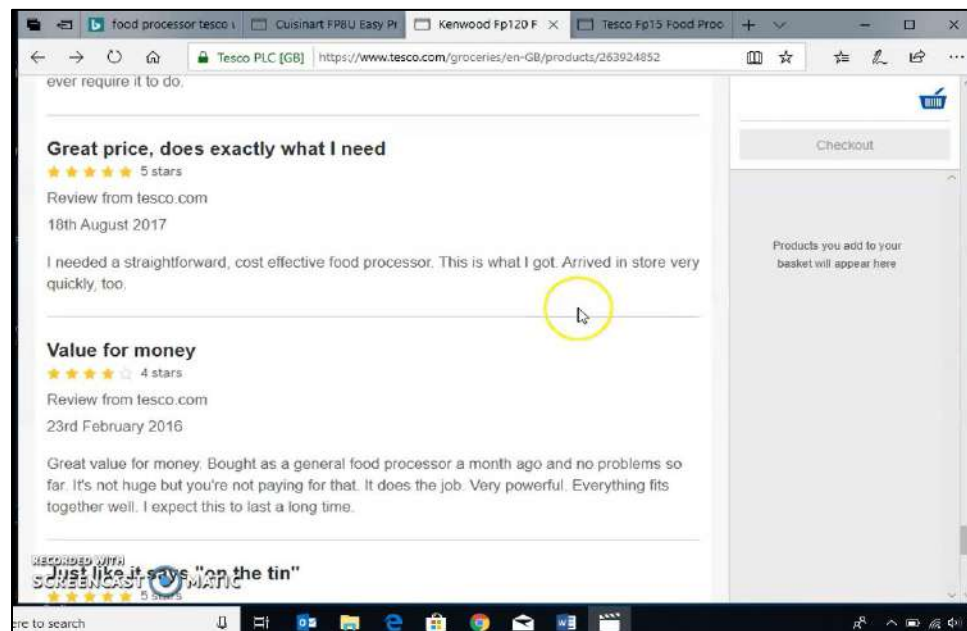 food processor tesco u
Cuisinart FP8U Easy Pr
Kenwood Fp120 F
Tesco Fp15 Food Proc
Tesco PLC [GB]
https://www.tesco.com/groceries/en-GB/products/263924852
ever require it to do.
Checkout
Products you add to your
basket will appear here
Great price, does exactly what I need
5 stars
Review from tesco.com
18th August 2017
I needed a straightforward, cost effective food processor. This is what I got. Arrived in store very
quickly, too.
Value for money
4 stars
Review from tesco.com
23rd February 2016
Great value for money. Bought as a general food processor a month ago and no problems so
far. It's not huge but you're not paying for that. It does the job. Very powerful. Everything fits
together well. I expect this to last a long time.
Just like it says "on the tin"
5 stars
RECORDED WITH
SCREENCAST MATIC
ere to search